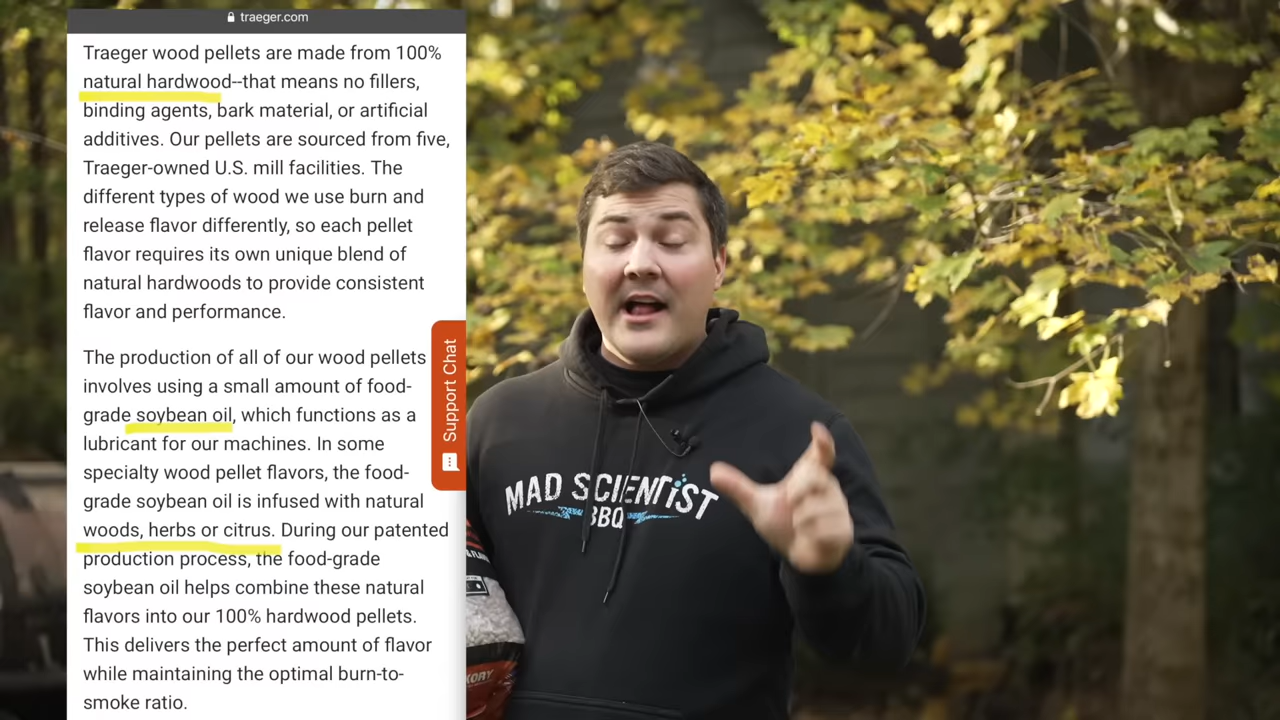 traeger.com
Traeger wood pellets are made from 100%
natural hardwood--that means no fillers,
binding agents, bark material, or artificial
additives. Our pellets are sourced from five,
Traeger-owned U.S. mill facilities. The
different types of wood we use burn and
release flavor differently, so each pellet
flavor requires its own unique blend of
natural hardwoods to provide consistent
flavor and performance.
The production of all of our wood pellets
involves using a small amount of food-
grade soybean oil, which functions as a
lubricant for our machines. In some
specialty wood pellet flavors, the food-
grade soybean oil is infused with natural
woods, herbs or citrus. During our patented
production process, the food-grade
soybean oil helps combine these natural
flavors into our 100% hardwood pellets.
This delivers the perfect amount of flavor
while maintaining the optimal burn-to-
smoke ratio.
Support Chat
MAD SCIENTIST
BBQ
KORY